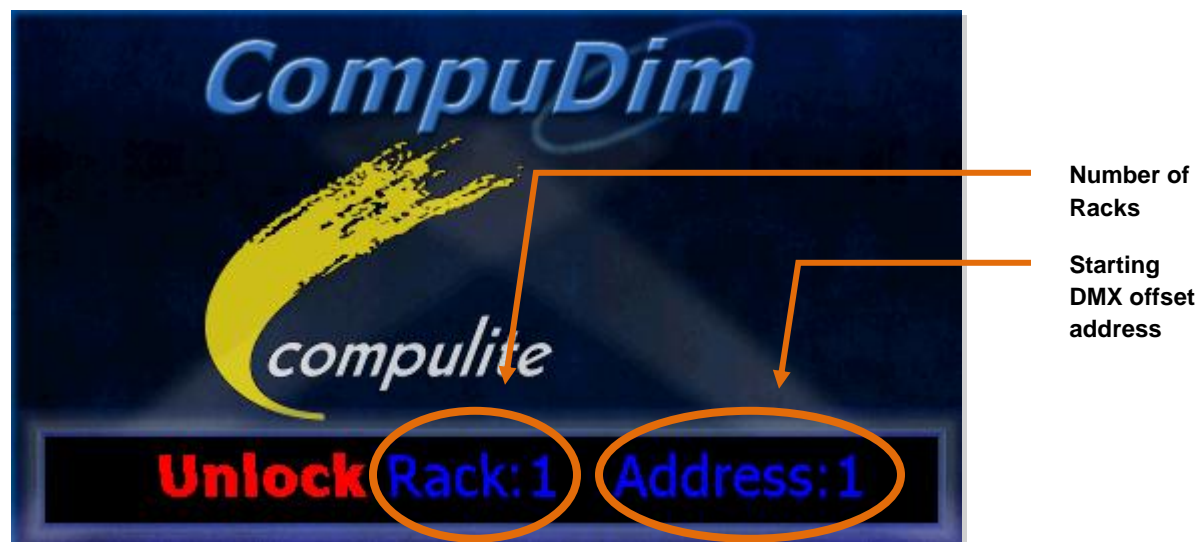 CompuDim
compulite
Unlock Rack:1 Address:1
Number of
Racks
Starting
DMX offset
address